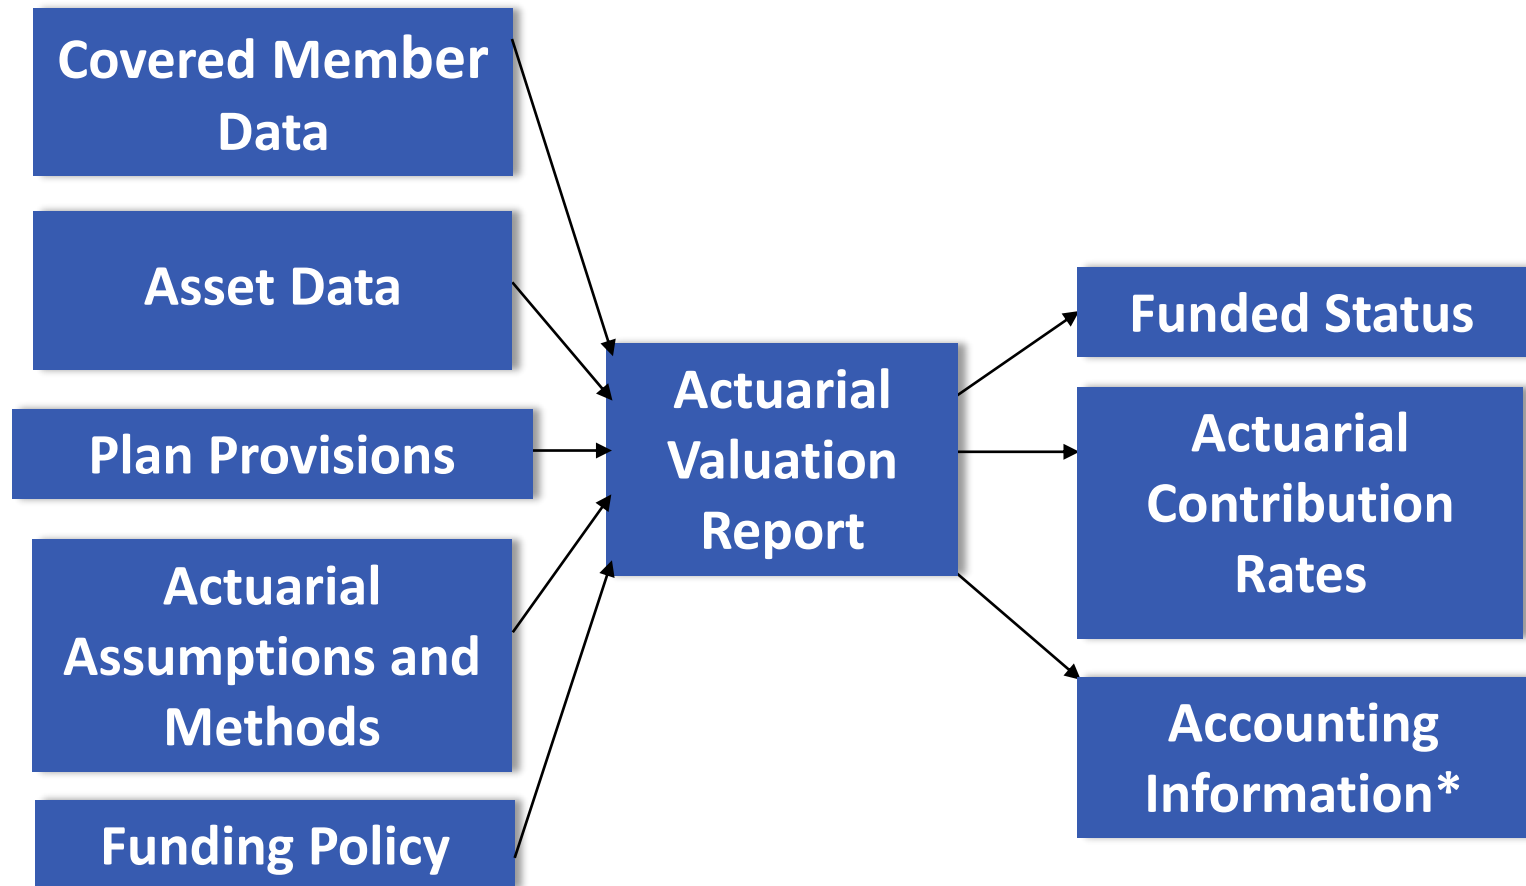 Covered Member
Data
Asset Data
Plan Provisions
Actuarial
Assumptions and
Methods
Funding Policy
Actuarial
Valuation
Report
Funded Status
Actuarial
Contribution
Rates
Accounting
Information*